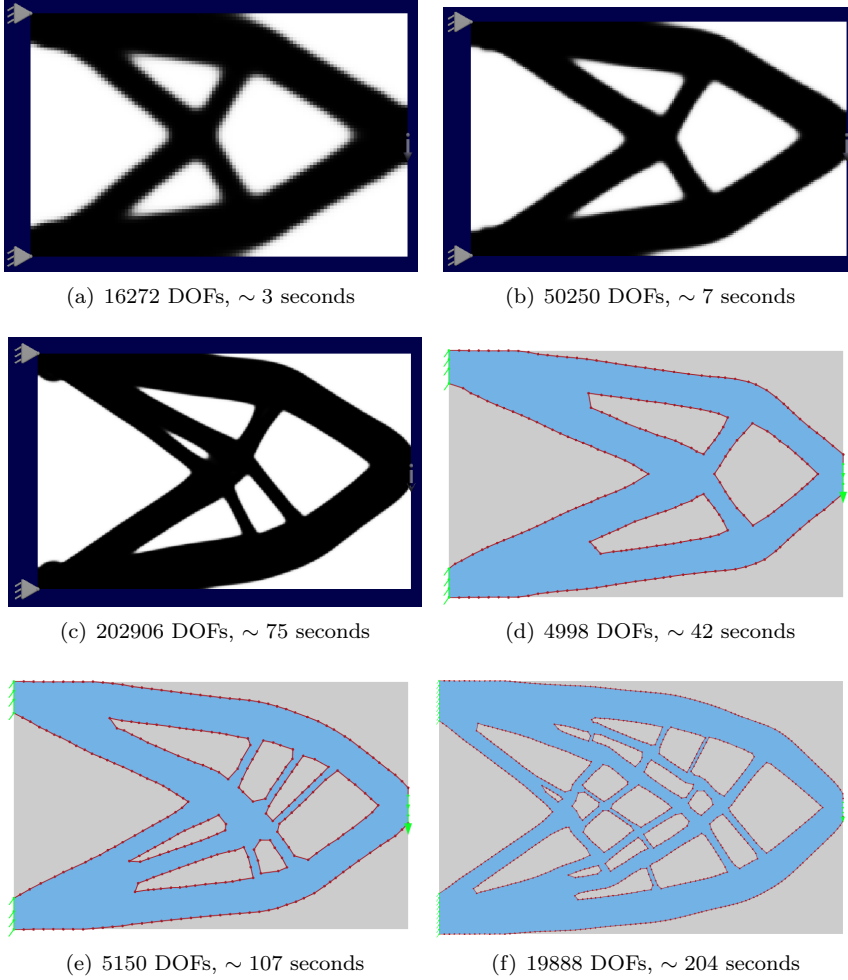 (a) 16272 DOFs, ∼ 3 seconds
(b) 50250 DOFs, ∼ 7 seconds
(c) 202906 DOFs, ∼ 75 seconds
(d) 4998 DOFs, ∼ 42 seconds
(e) 5150 DOFs, ∼ 107 seconds
(f) 19888 DOFs, ∼ 204 seconds